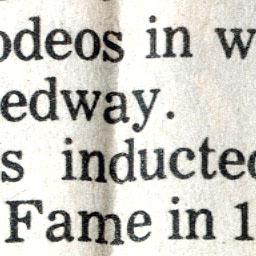 odeos in w
edway.
s inducted
Fame in 1